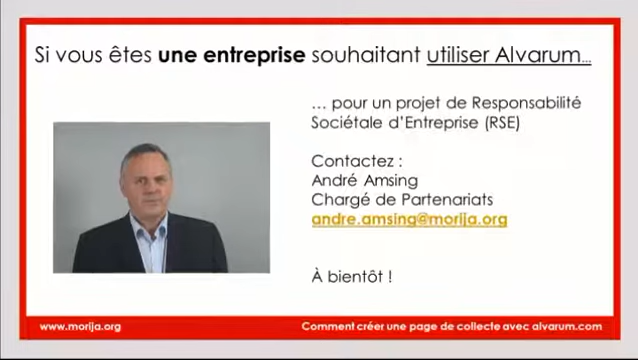 Si vous êtes une entreprise souhaitant utiliser Alvarum...
... pour un projet de Responsabilité
Sociétale d'Entreprise (RSE)
Contactez :
André Amsing
Chargé de Partenariats
andre.amsing@morija.org
À bientôt !
www.morija.org
Comment créer une page de collecte avec alvarum.com